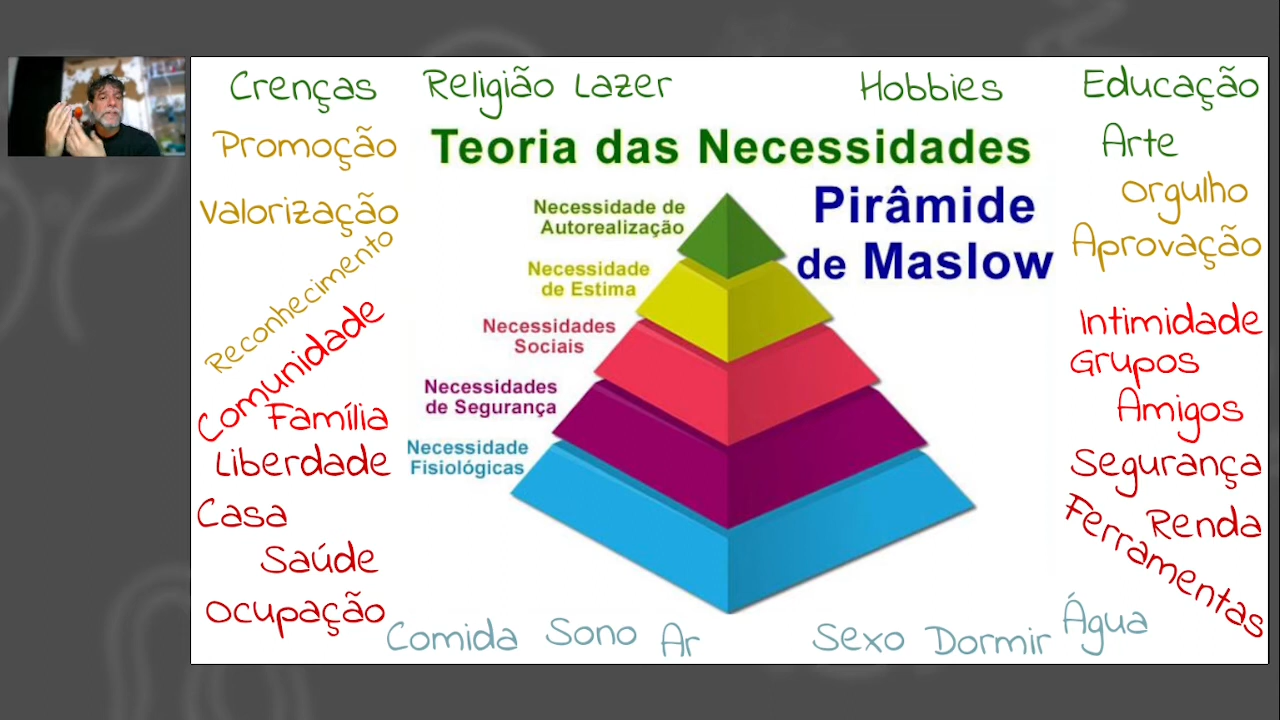 Crenças Religião Lazer Hobbies Educação
Promoção
Teoria das Necessidades
Arte
Valorização
Necessidade de
Autorealização
Pirâmide
de Maslow
Orgulho
Aprovação
Reconhecimento
Necessidade
de Estima
Comunidade
Necessidades
Sociais
Intimidade
Grupos
Família
Necessidades
de Segurança
Amigos
Liberdade
Necessidade
Fisiológicas
Segurança
Casa
Renda
Ferramentas
Saúde
Ocupação
Comida Sono Ar Sexo Dormir Água